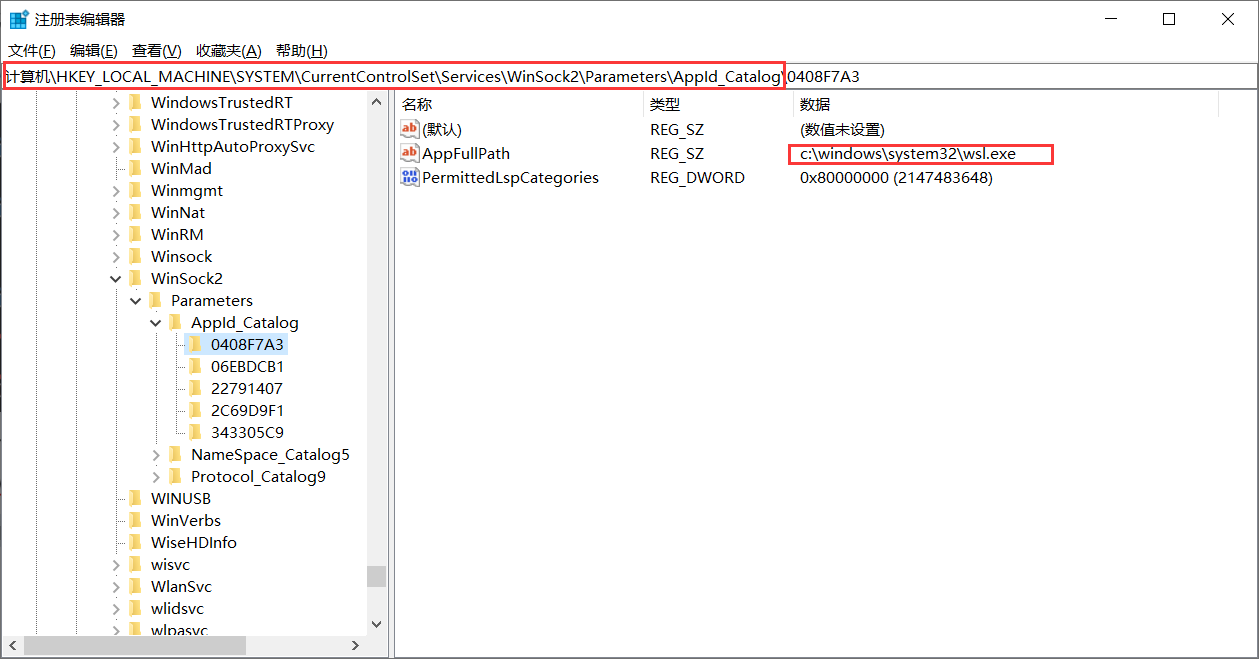 注册表编辑器
文件(F) 编辑(E) 查看(V) 收藏夹(A) 帮助(H)
计算机\HKEY_LOCAL_MACHINE\SYSTEM\CurrentControlSet\Services\WinSock2\Parameters\AppId_Catalog\0408F7A3
WindowsTrustedRT
WindowsTrustedRTProxy
WinHttpAutoProxySvc
WinMad
Winmgmt
WinNat
WinRM
Winsock
WinSock2
Parameters
AppId_Catalog
0408F7A3
06EBDCB1
22791407
2C69D9F1
343305C9
NameSpace_Catalog5
Protocol_Catalog9
WINUSB
WinVerbs
WiseHDInfo
wisvc
WlanSvc
wlidsvc
wlpasvc
名称 类型 数据
(默认) REG_SZ (数值未设置)
AppFullPath REG_SZ c:\windows\system32\wsl.exe
PermittedLspCategories REG_DWORD 0x80000000 (2147483648)